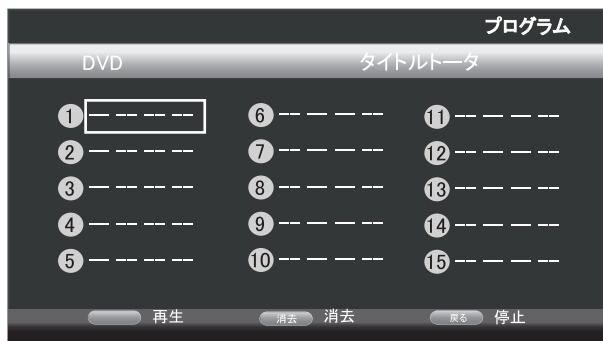 プログラム
DVD タイトルトータ
1 — -- -- -- --
6 -- — — -- --
11 -- — — -- --
2 — -- -- -- --
7 -- — — -- --
12 -- — — -- --
3 — -- -- -- --
8 -- — — -- --
13 -- — — -- --
4 — -- -- -- --
9 -- — — -- --
14 -- — — -- --
5 — -- -- -- --
10 -- — — -- --
15 -- — — -- --
再生 消去 消去 戻る 停止